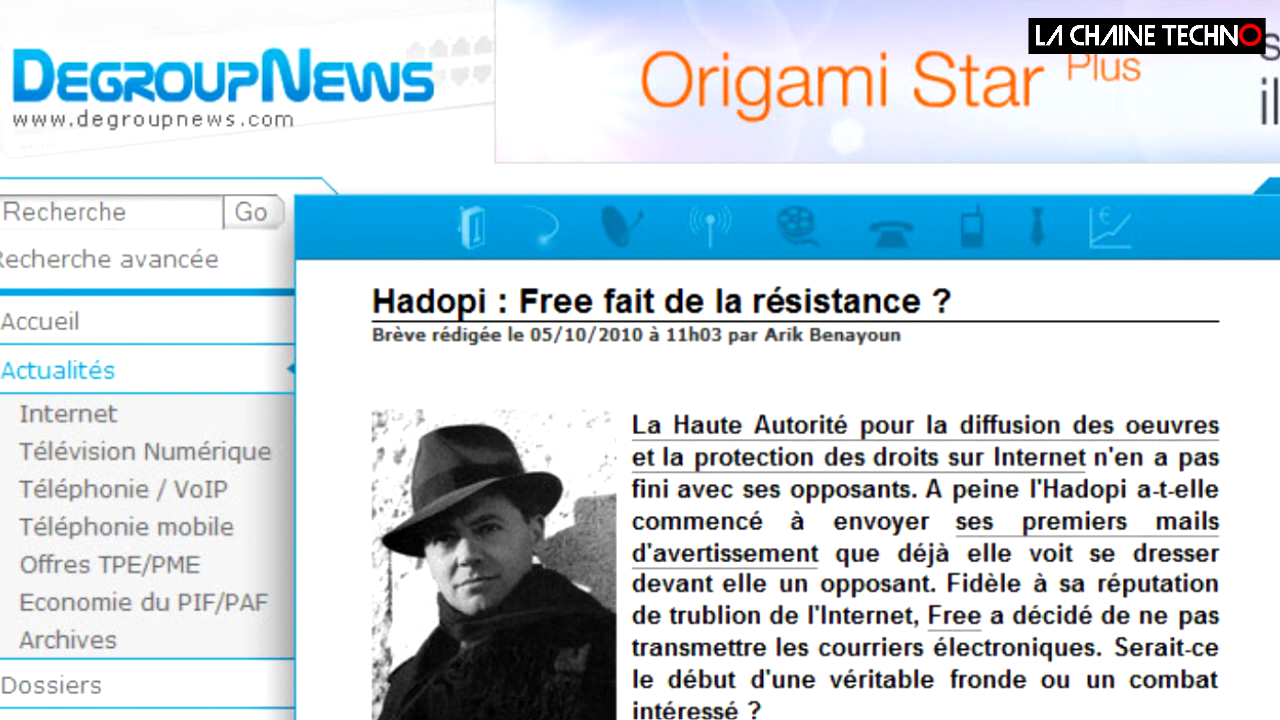 LA CHAINE TECHNO
DEGROUPNEWS
www.degroupnews.com
Origami Star Plus
Recherche
Go
Recherche avancée
Accueil
Actualités
Internet
Télévision Numérique
Téléphonie / VoIP
Téléphonie mobile
Offres TPE/PME
Economie du PIF/PAF
Archives
Dossiers
Hadopi : Free fait de la résistance ?
Brève rédigée le 05/10/2010 à 11h03 par Arik Benayoun
La Haute Autorité pour la diffusion des oeuvres
et la protection des droits sur Internet n'en a pas
fini avec ses opposants. A peine l'Hadopi a-t-elle
commencé à envoyer ses premiers mails
d'avertissement que déjà elle voit se dresser
devant elle un opposant. Fidèle à sa réputation
de trublion de l'Internet, Free a décidé de ne pas
transmettre les courriers électroniques. Serait-ce
le début d'une véritable fronde ou un combat
intéressé ?